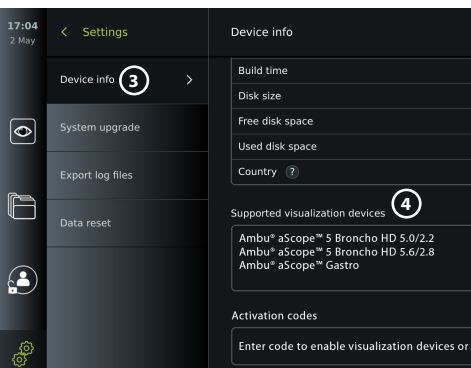 17:04
2 May
Settings
Device info
3
System upgrade
Export log files
Data reset
Device info
Build time
Disk size
Free disk space
Used disk space
Country ?
4
Supported visualization devices
Ambu® aScope™ 5 Broncho HD 5.0/2.2
Ambu® aScope™ 5 Broncho HD 5.6/2.8
Ambu® aScope™ Gastro
Activation codes
Enter code to enable visualization devices or